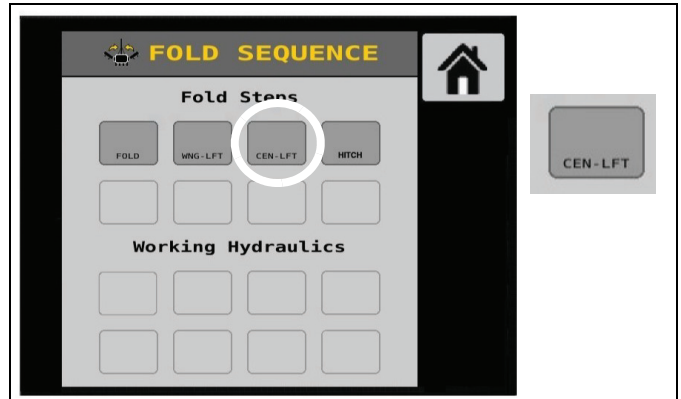 FOLD SEQUENCE
Fold Steps
FOLD WNG-LFT CEN-LFT HITCH
Working Hydraulics
CEN-LFT